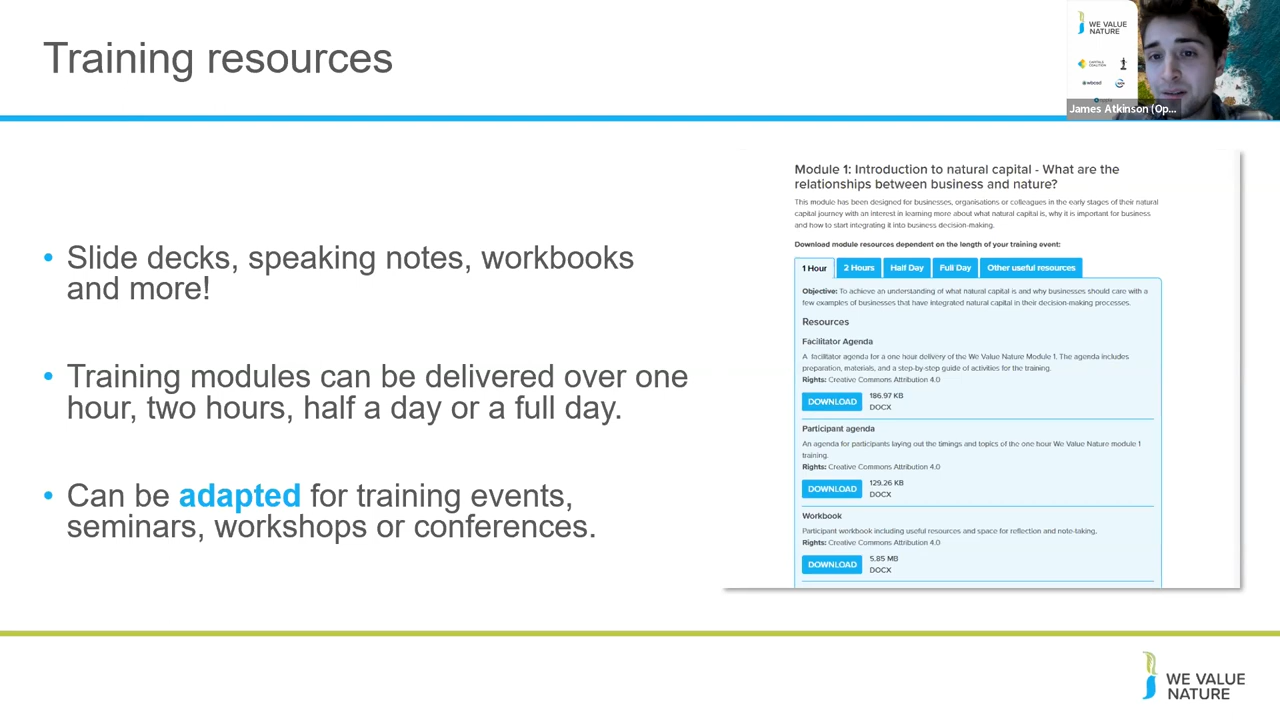 Training resources
WE VALUE
NATURE
James Atkinson (Op...
• Slide decks, speaking notes, workbooks
and more!
• Training modules can be delivered over one
hour, two hours, half a day or a full day.
• Can be adapted for training events,
seminars, workshops or conferences.
Module 1: Introduction to natural capital - What are the
relationships between business and nature?
This module has been designed for businesses, organisations or colleagues in the early stages of their natural
capital journey with an interest in learning more about what natural capital is, why it is important for business
and how to start integrating it into business decision-making.
Download module resources dependent on the length of your training event:
1 Hour 2 Hours Half Day Full Day Other useful resources
Objective: To achieve an understanding of what natural capital is and why businesses should care with a
few examples of businesses that have integrated natural capital in their decision-making processes.
Resources
Facilitator Agenda
A facilitator agenda for a one hour delivery of the We Value Nature Module 1. The agenda includes
preparation, materials, and a step-by-step guide of activities for the training.
Rights: Creative Commons Attribution 4.0
DOWNLOAD 186.97 KB
DOCX
Participant agenda
An agenda for participants laying out the timings and topics of the one hour We Value Nature module 1
training.
Rights: Creative Commons Attribution 4.0
DOWNLOAD 129.26 KB
DOCX
Workbook
Participant workbook including useful resources and space for reflection and note-taking.
Rights: Creative Commons Attribution 4.0
DOWNLOAD 5.85 MB
DOCX
WE VALUE
NATURE